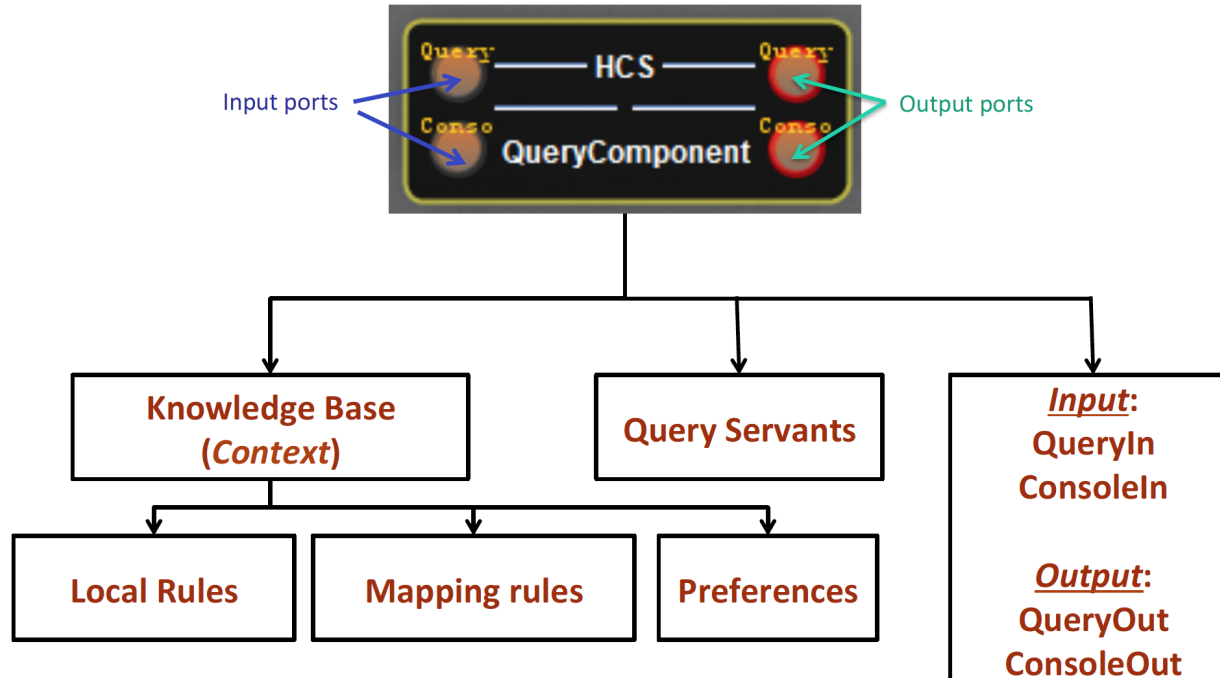 Query
Query
HCS
Input ports
Output ports
Conso
Conso
QueryComponent
Knowledge Base
(Context)
Query Servants
Input:
QueryIn
ConsoleIn
Local Rules
Mapping rules
Preferences
Output:
QueryOut
ConsoleOut